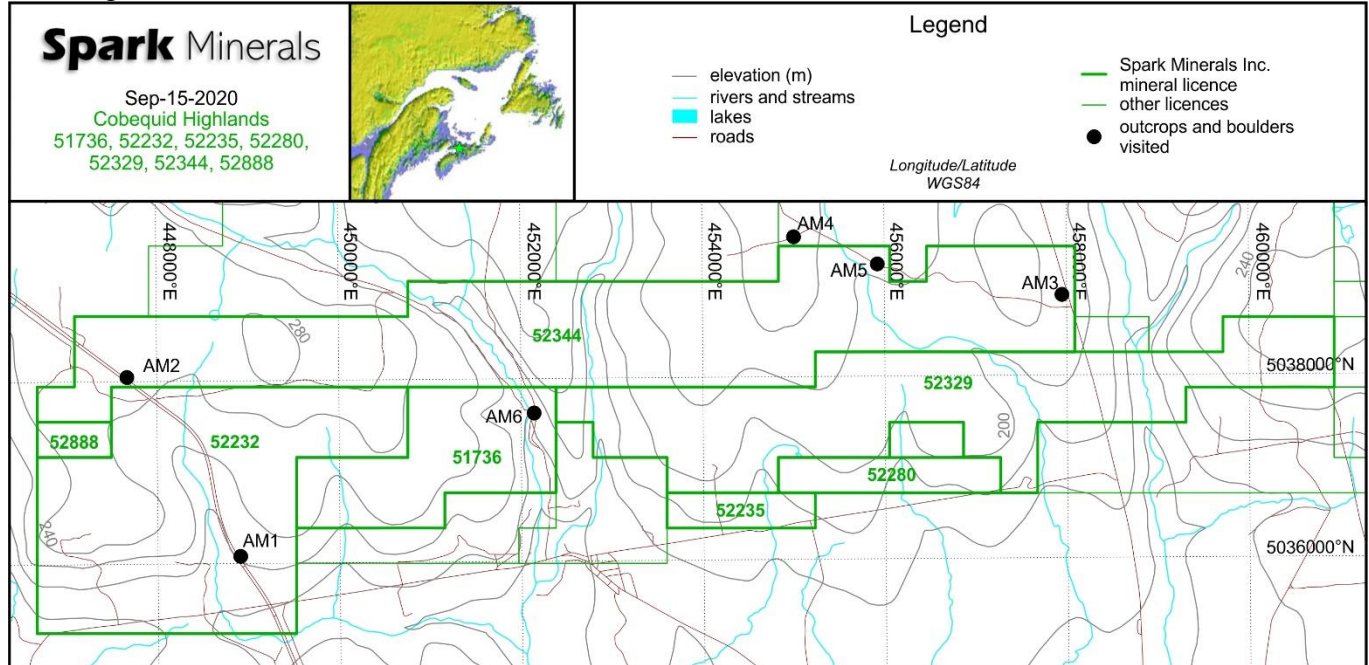 Spark Minerals
Sep-15-2020
Cobequid Highlands
51736, 52232, 52235, 52280,
52329, 52344, 52888
Legend
elevation (m)
rivers and streams
lakes
roads
Spark Minerals Inc.
mineral licence
other licences
outcrops and boulders
visited
Longitude/Latitude
WGS84
448000°E
450000°E
452000°E
454000°E
456000°E
458000°E
460000°E
AM4
AM5
AM3
240
280
52344
5038000°N
AM2
52329
AM6
200
52888
52232
51736
52280
52235
240
AM1
5036000°N